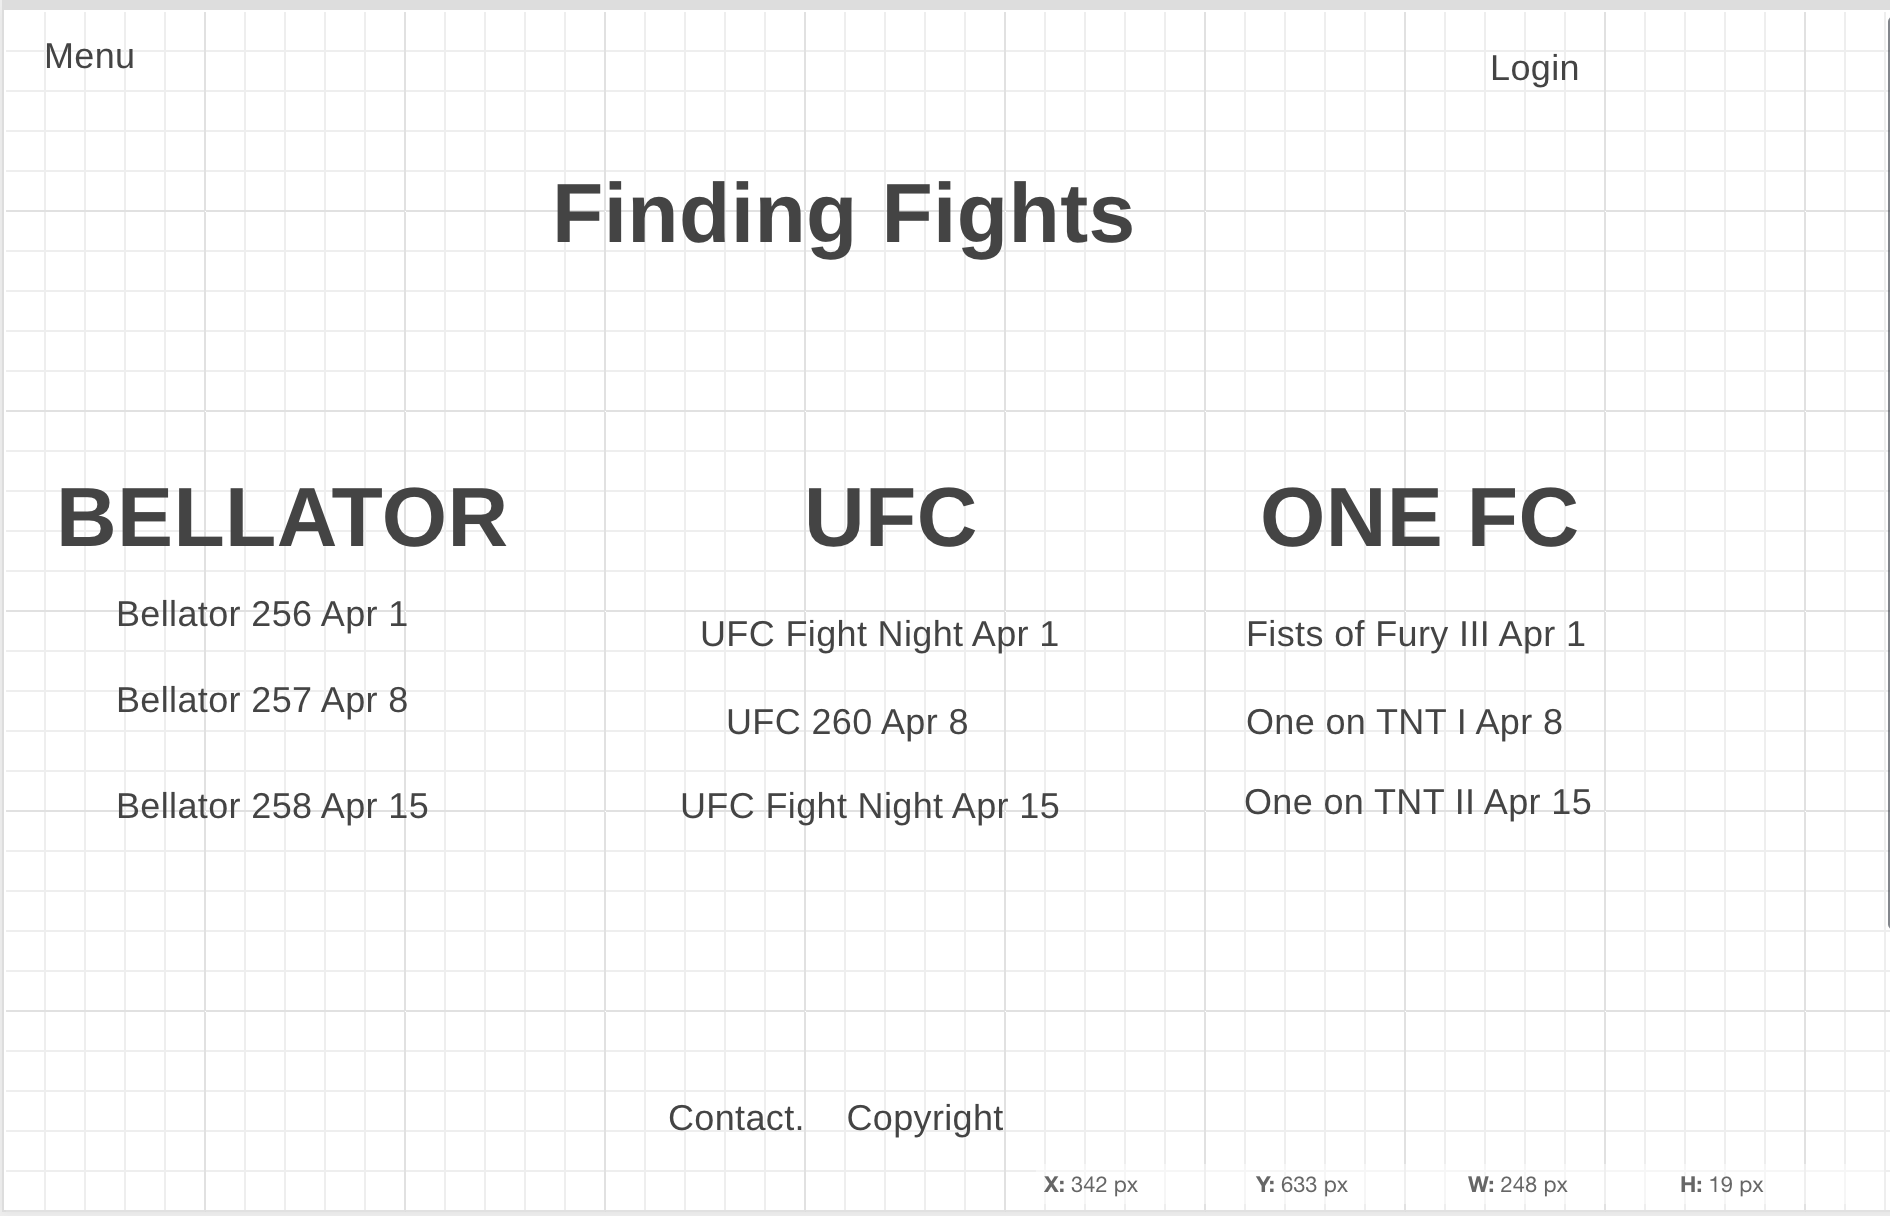 Menu
Login
Finding Fights
BELLATOR
Bellator 256 Apr 1
Bellator 257 Apr 8
Bellator 258 Apr 15
UFC
UFC Fight Night Apr 1
UFC 260 Apr 8
UFC Fight Night Apr 15
ONE FC
Fists of Fury III Apr 1
One on TNT I Apr 8
One on TNT II Apr 15
Contact. Copyright
X: 342 px Y: 633 px W: 248 px H: 19 px